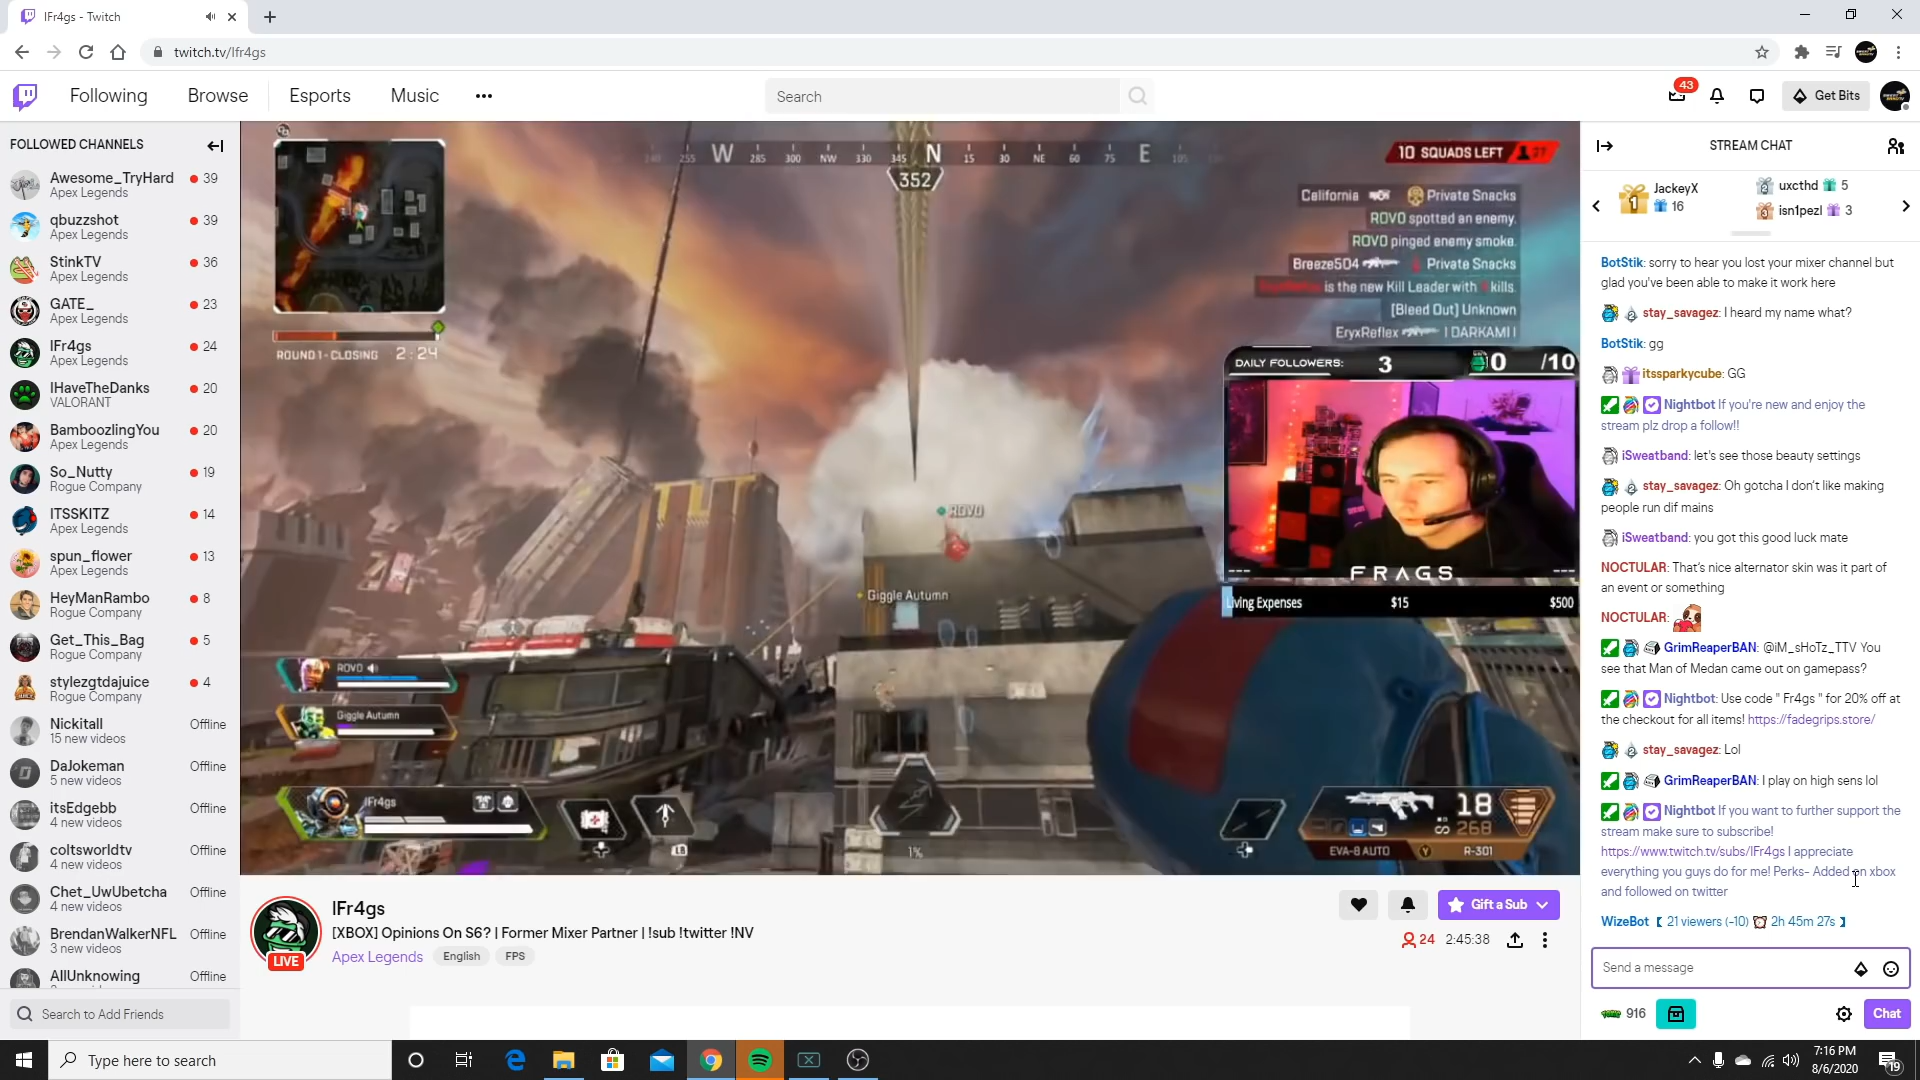 lFr4gs - Twitch
twitch.tv/lfr4gs
Following
Browse
Esports
Music
Search
43
Get Bits
FOLLOWED CHANNELS
Awesome_TryHard 39
Apex Legends
qbuzzshot 39
Apex Legends
StinkTV 36
Apex Legends
GATE_ 23
Apex Legends
lFr4gs 24
Apex Legends
IHaveTheDanks 20
VALORANT
BamboozlingYou 20
Apex Legends
So_Nutty 19
Rogue Company
ITSSKITZ 14
Apex Legends
spun_flower 13
Apex Legends
HeyManRambo 8
Rogue Company
Get_This_Bag 5
Rogue Company
stylezgtdajuice 4
Rogue Company
Nickitall Offline
15 new videos
DaJokeman Offline
5 new videos
itsEdgebb Offline
4 new videos
coltsworldtv Offline
4 new videos
Chet_UwUbetcha Offline
4 new videos
BrendanWalkerNFL Offline
3 new videos
AllUnknowing Offline
Search to Add Friends
255 W 285 300 NW 330 345 N 15 30 NE 60 75 E 105
352
10 SQUADS LEFT
California Private Snacks
ROVO spotted an enemy.
ROVO pinged enemy smoke.
Breeze504 Private Snacks
is the new Kill Leader with kills.
[Bleed Out] Unknown
EryxReflex I DARKAMI I
ROUND 1 - CLOSING 2:24
DAILY FOLLOWERS: 3 0 /10
FRAGS
Living Expenses $15 $500
ROVO
Giggle Autumn
ROVO
Giggle Autumn
lFr4gs
LB
1%
18
268
EVA-8 AUTO Y R-301
LIVE
lFr4gs
[XBOX] Opinions On S6? | Former Mixer Partner | !sub !twitter !NV
Apex Legends English FPS
Gift a Sub
24 2:45:38
STREAM CHAT
1 JackeyX 16
2 uxcthd 5
3 isn1pezl 3
BotStik: sorry to hear you lost your mixer channel but
glad you've been able to make it work here
stay_savagez: I heard my name what?
BotStik: gg
itssparkycube: GG
Nightbot If you're new and enjoy the
stream plz drop a follow!!
iSweatband: let's see those beauty settings
stay_savagez: Oh gotcha I don't like making
people run dif mains
iSweatband: you got this good luck mate
NOCTULAR: That's nice alternator skin was it part of
an event or something
NOCTULAR:
GrimReaperBAN: @iM_sHoTz_TTV You
see that Man of Medan came out on gamepass?
Nightbot: Use code " Fr4gs " for 20% off at
the checkout for all items! https://fadegrips.store/
stay_savagez: Lol
GrimReaperBAN: I play on high sens lol
Nightbot If you want to further support the
stream make sure to subscribe!
https://www.twitch.tv/subs/lFr4gs I appreciate
everything you guys do for me! Perks- Added on xbox
and followed on twitter
WizeBot 【 21 viewers (-10) 2h 45m 27s 】
Send a message
916
Chat
Type here to search
7:16 PM
8/6/2020
19